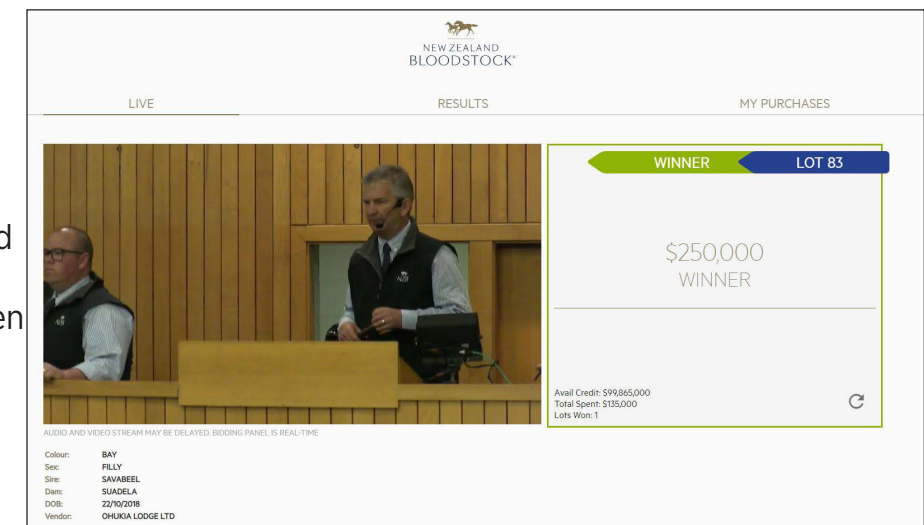 NEW ZEALAND
BLOODSTOCK®
LIVE RESULTS MY PURCHASES
d
en
WINNER LOT 83
$250,000
WINNER
Avail Credit: $99,865,000
Total Spent: $135,000
Lots Won: 1
AUDIO AND VIDEO STREAM MAY BE DELAYED. BIDDING PANEL IS REAL-TIME
Colour: BAY
Sex: FILLY
Sire: SAVABEEL
Dam: SUADELA
DOB: 22/10/2018
Vendor: OHUKIA LODGE LTD